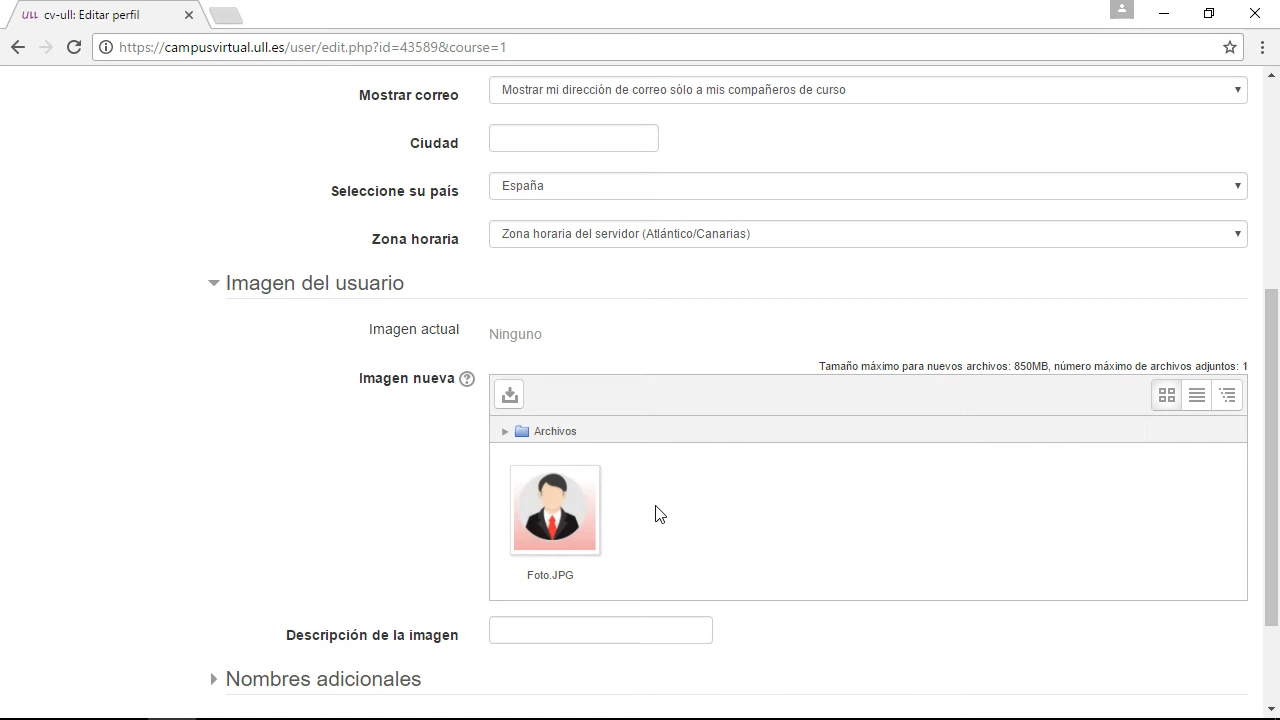 ULL cv-ull: Editar perfil
https://campusvirtual.ull.es/user/edit.php?id=43589&course=1
Mostrar correo
Mostrar mi dirección de correo sólo a mis compañeros de curso
Ciudad
Seleccione su país
España
Zona horaria
Zona horaria del servidor (Atlántico/Canarias)
Imagen del usuario
Imagen actual
Ninguno
Tamaño máximo para nuevos archivos: 850MB, número máximo de archivos adjuntos: 1
Imagen nueva
Archivos
Foto.JPG
Descripción de la imagen
Nombres adicionales